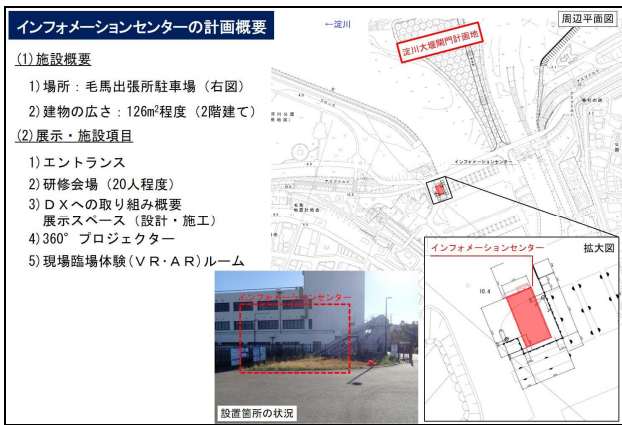 インフォメーションセンターの計画概要
(1)施設概要
1)場所：毛馬出張所駐車場（右図）
2)建物の広さ：126m²程度（2階建て）
(2)展示・施設項目
1)エントランス
2)研修会場（20人程度）
3)ＤＸへの取り組み概要
展示スペース（設計・施工）
4)360°プロジェクター
5)現場臨場体験(ＶＲ・ＡＲ)ルーム
←淀川
周辺平面図
淀川大堰閘門計画地
インフォメーションセンター
インフォメーションセンター
拡大図
10.4
インフォメーションセンター
設置箇所の状況